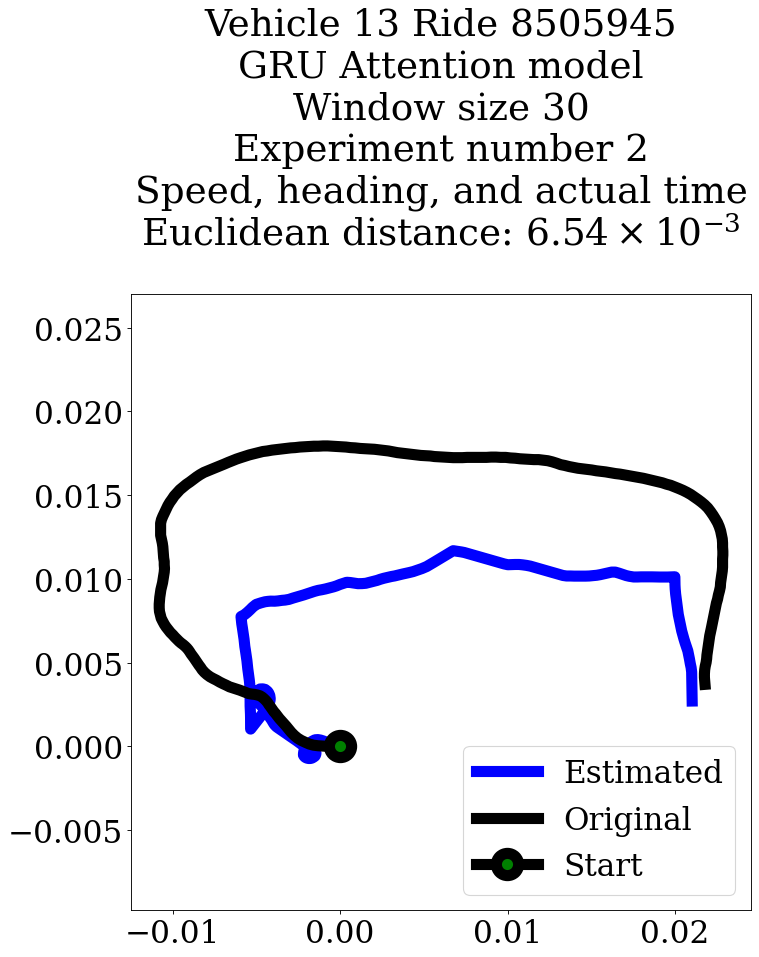 Vehicle 13 Ride 8505945
GRU Attention model
Window size 30
Experiment number 2
Speed, heading, and actual time
Euclidean distance: 6.54 × 10⁻³
0.025
0.020
0.015
0.010
0.005
0.000
−0.005
Estimated
Original
Start
−0.01 0.00 0.01 0.02